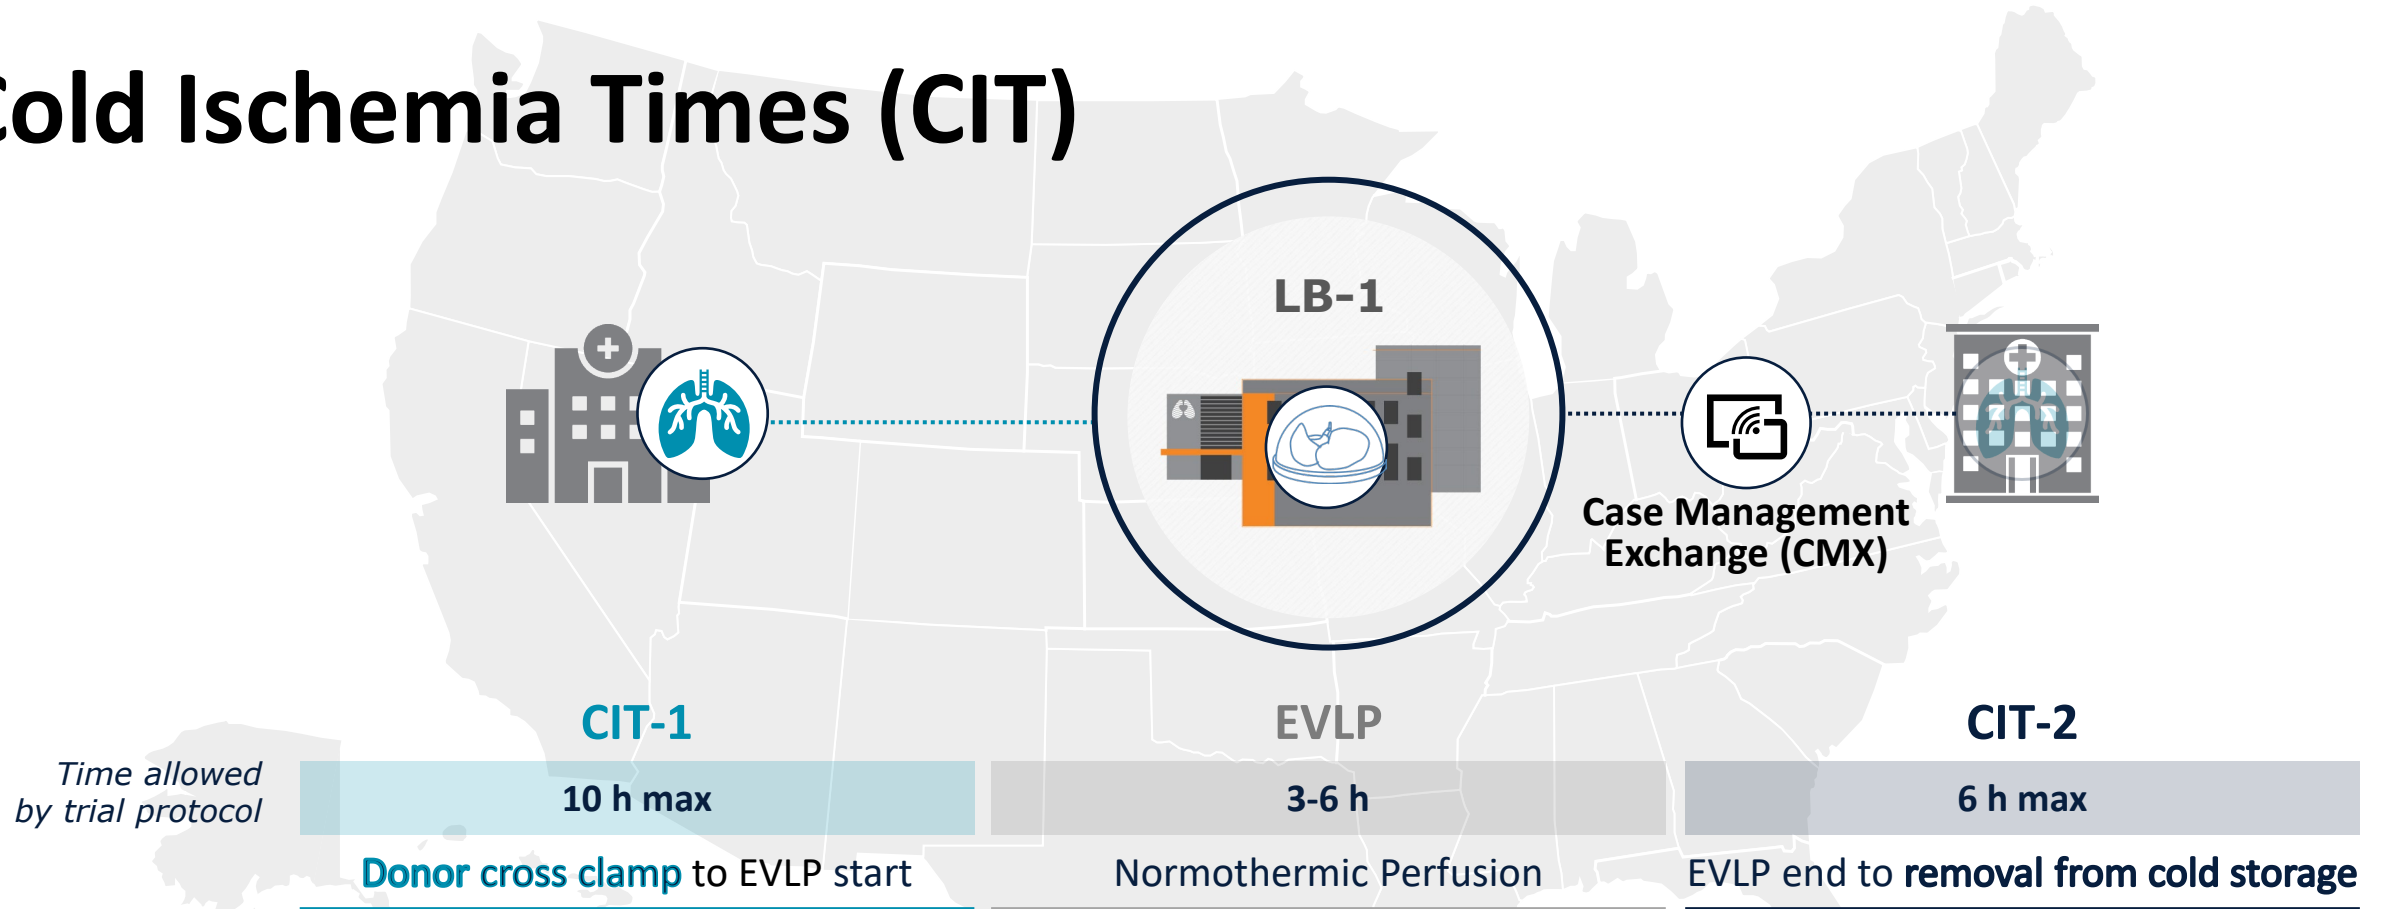 Cold Ischemia Times (CIT)
LB-1
Case Management
Exchange (CMX)
CIT-1
EVLP
CIT-2
Time allowed
by trial protocol
10 h max
3-6 h
6 h max
Donor cross clamp to EVLP start
Normothermic Perfusion
EVLP end to removal from cold storage